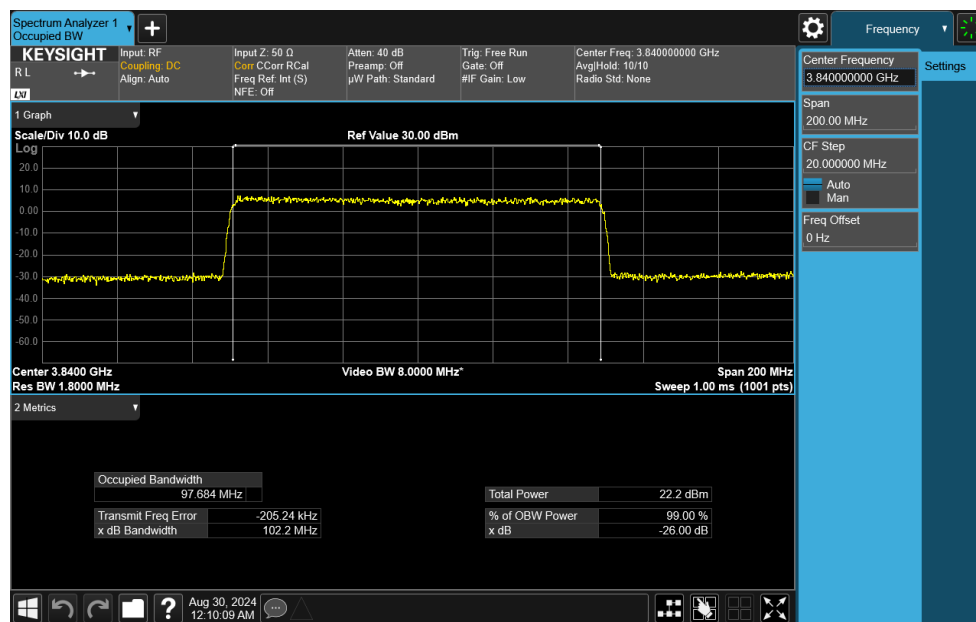 Spectrum Analyzer 1
Occupied BW
Frequency
KEYSIGHT
R L
LXI
Input: RF
Coupling: DC
Align: Auto
Input Z: 50 Ω
Corr CCorr RCal
Freq Ref: Int (S)
NFE: Off
Atten: 40 dB
Preamp: Off
µW Path: Standard
Trig: Free Run
Gate: Off
#IF Gain: Low
Center Freq: 3.840000000 GHz
Avg|Hold: 10/10
Radio Std: None
Center Frequency
3.840000000 GHz
Settings
Span
200.00 MHz
CF Step
20.000000 MHz
Auto
Man
Freq Offset
0 Hz
1 Graph
Scale/Div 10.0 dB
Ref Value 30.00 dBm
Log
20.0
10.0
0.00
-10.0
-20.0
-30.0
-40.0
-50.0
-60.0
Center 3.8400 GHz
Video BW 8.0000 MHz*
Span 200 MHz
Res BW 1.8000 MHz
Sweep 1.00 ms (1001 pts)
2 Metrics
Occupied Bandwidth
97.684 MHz
Total Power 22.2 dBm
Transmit Freq Error -205.24 kHz
% of OBW Power 99.00 %
x dB Bandwidth 102.2 MHz
x dB -26.00 dB
?
Aug 30, 2024
12:10:09 AM